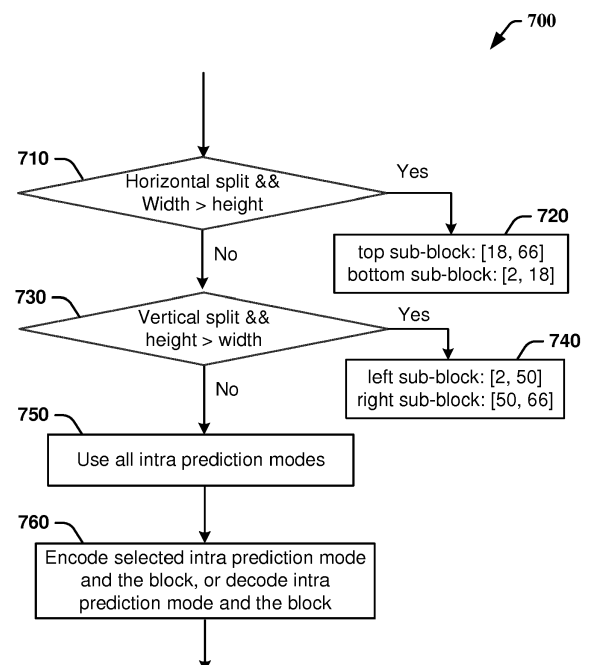 700
710
Horizontal split &&
Width > height
Yes
720
top sub-block: [18, 66]
bottom sub-block: [2, 18]
No
730
Vertical split &&
height > width
Yes
740
left sub-block: [2, 50]
right sub-block: [50, 66]
No
750
Use all intra prediction modes
760
Encode selected intra prediction mode
and the block, or decode intra
prediction mode and the block